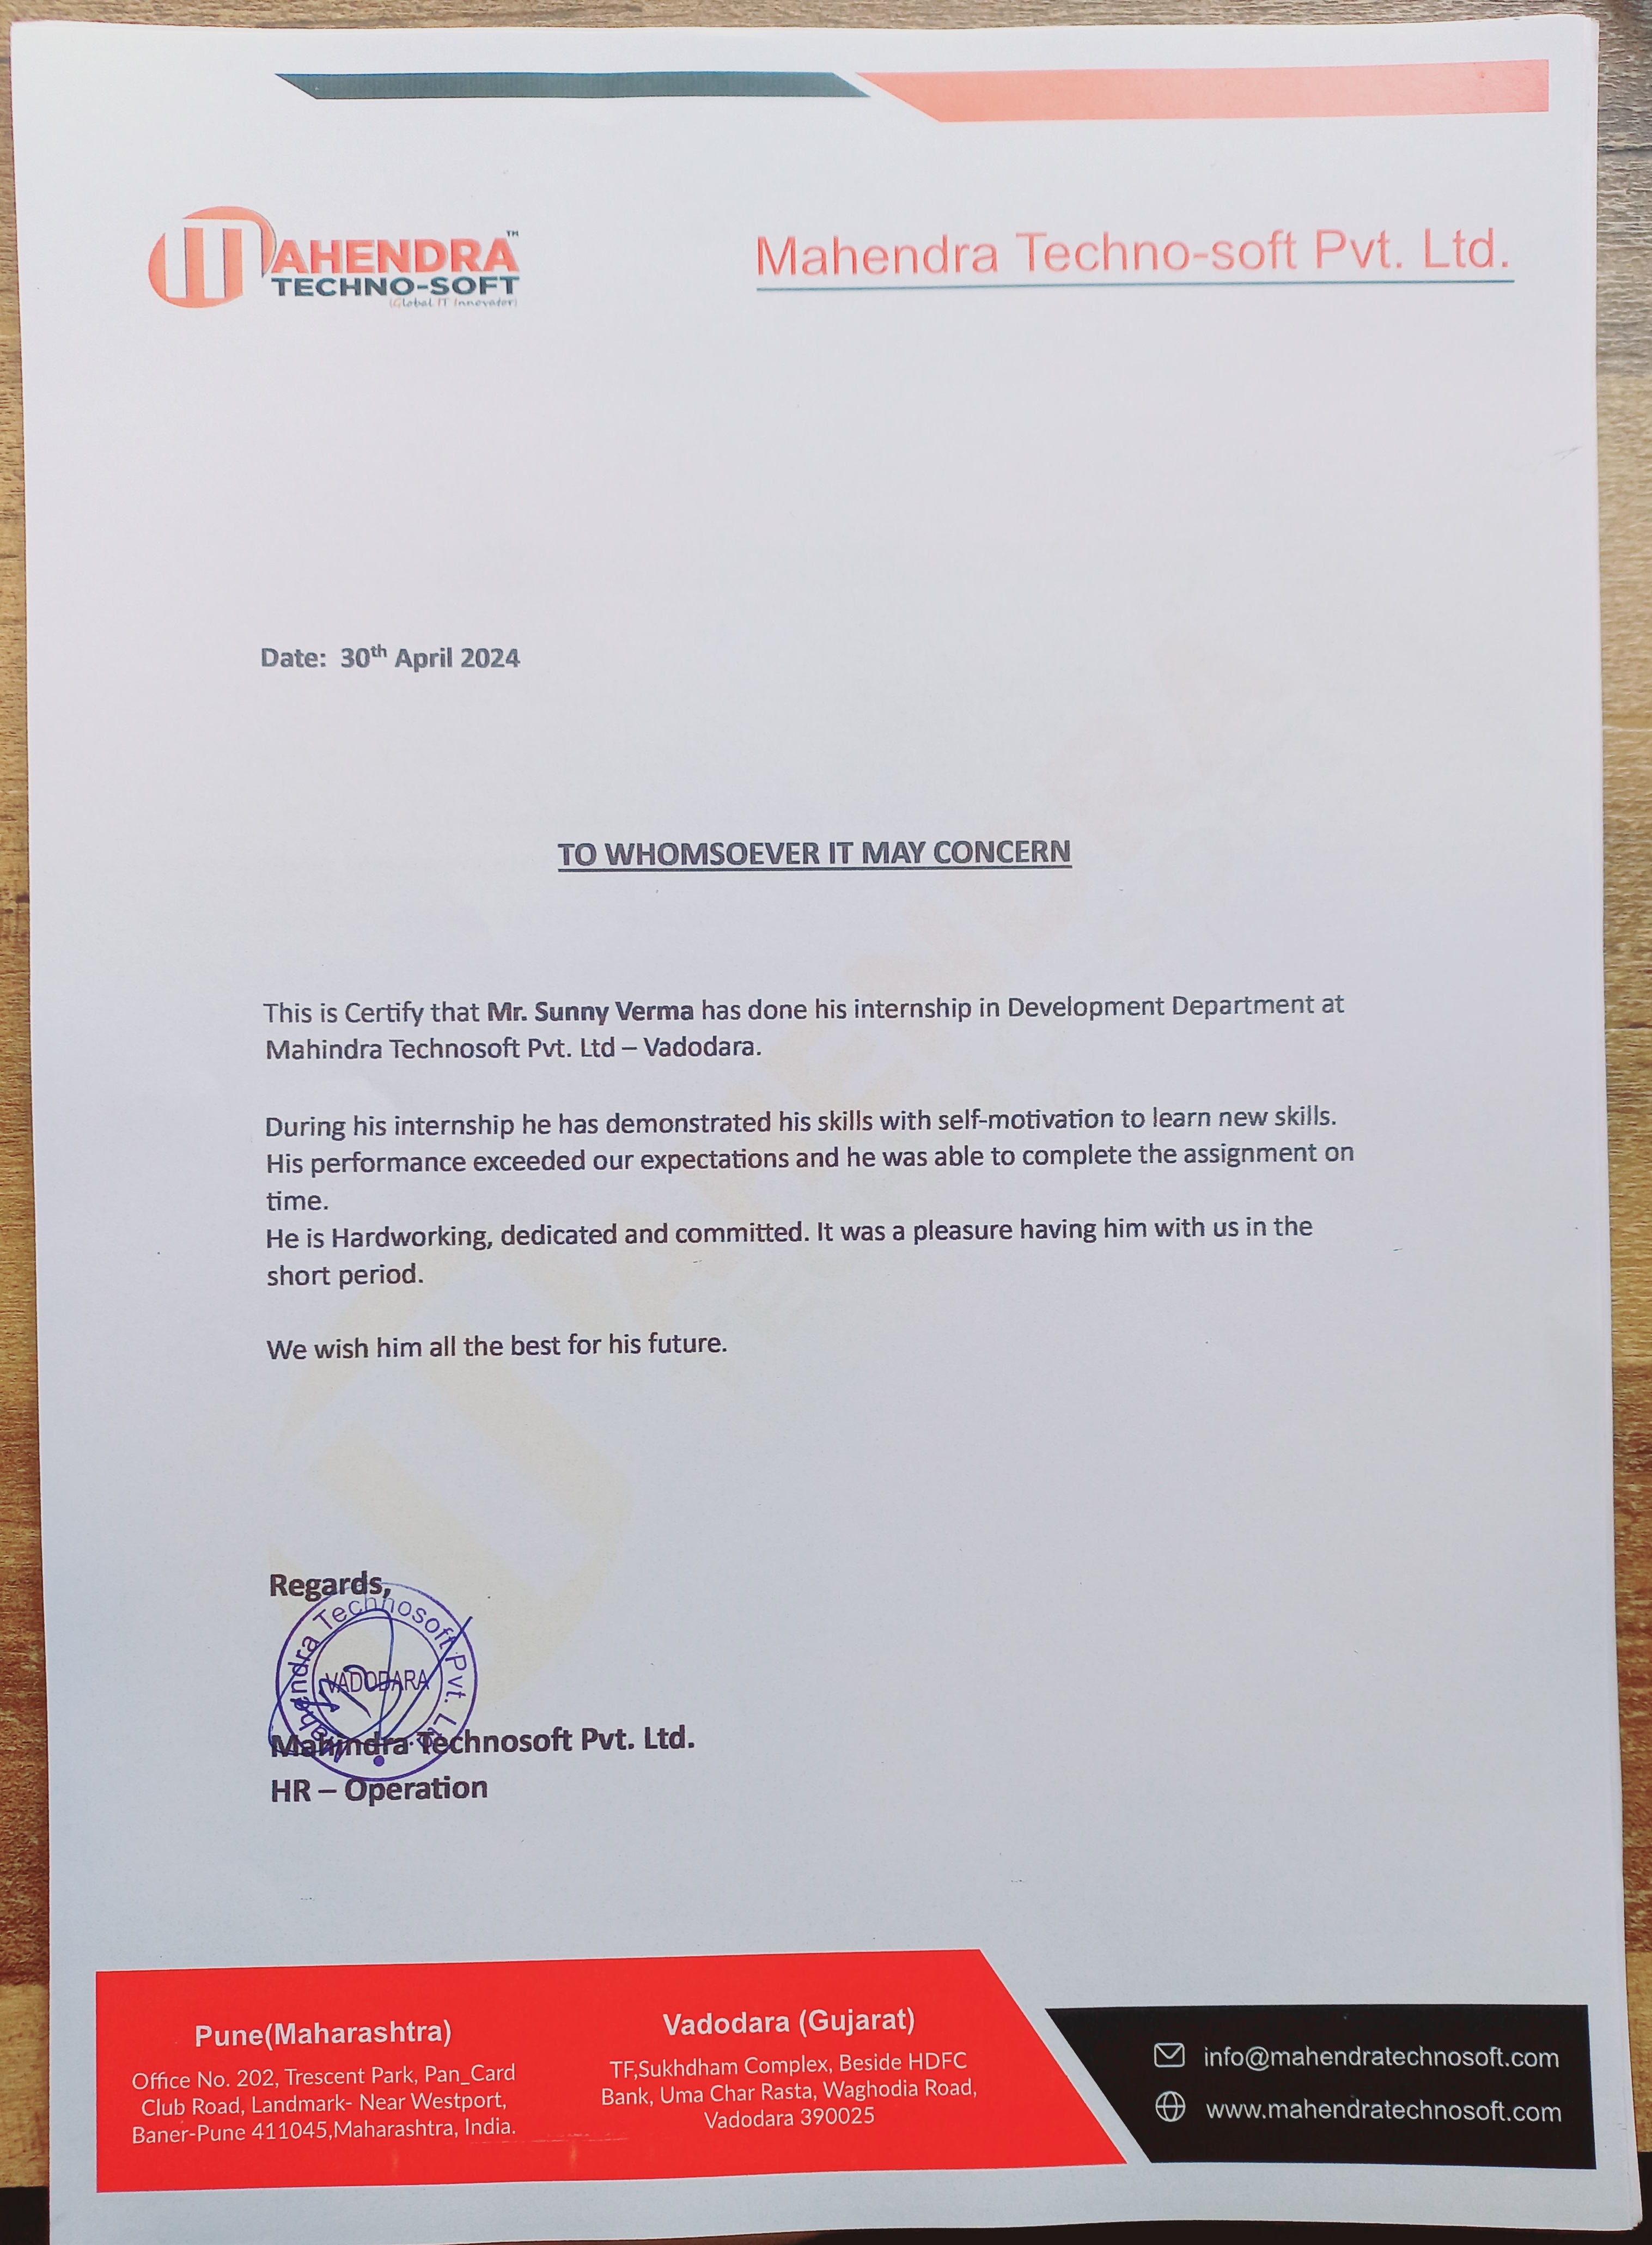 MAHENDRA™
TECHNO-SOFT
(Global IT Innovator)
Mahendra Techno-soft Pvt. Ltd.
Date: 30th April 2024
TO WHOMSOEVER IT MAY CONCERN
This is Certify that Mr. Sunny Verma has done his internship in Development Department at
Mahindra Technosoft Pvt. Ltd – Vadodara.
During his internship he has demonstrated his skills with self-motivation to learn new skills.
His performance exceeded our expectations and he was able to complete the assignment on
time.
He is Hardworking, dedicated and committed. It was a pleasure having him with us in the
short period.
We wish him all the best for his future.
Regards,
Mahendra Technosoft Pvt. Ltd.
VADODARA
Mahindra Technosoft Pvt. Ltd.
HR – Operation
Pune(Maharashtra)
Office No. 202, Trescent Park, Pan_Card
Club Road, Landmark- Near Westport,
Baner-Pune 411045,Maharashtra, India.
Vadodara (Gujarat)
TF,Sukhdham Complex, Beside HDFC
Bank, Uma Char Rasta, Waghodia Road,
Vadodara 390025
info@mahendratechnosoft.com
www.mahendratechnosoft.com